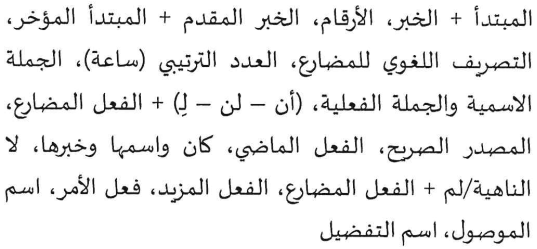 المبتدأ + الخبر، الأرقام، الخبر المقدم + المبتدأ المؤخر،
التصريف اللغوي للمضارع، العدد الترتيبي (ساعة)، الجملة
الاسمية والجملة الفعلية، (أن – لن – لِ) + الفعل المضارع،
المصدر الصريح، الفعل الماضي، كان واسمها وخبرها، لا
الناهية/لم + الفعل المضارع، الفعل المزيد، فعل الأمر، اسم
الموصول، اسم التفضيل